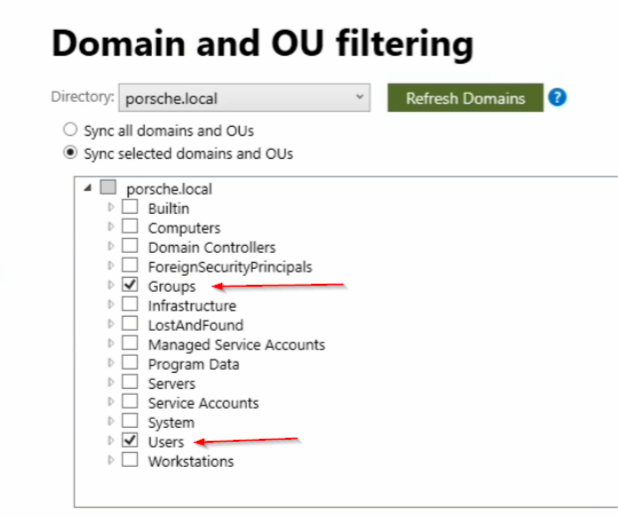 Domain and OU filtering
Directory: porsche.local Refresh Domains ?
Sync all domains and OUs
Sync selected domains and OUs
porsche.local
Builtin
Computers
Domain Controllers
ForeignSecurityPrincipals
Groups
Infrastructure
LostAndFound
Managed Service Accounts
Program Data
Servers
Service Accounts
System
Users
Workstations